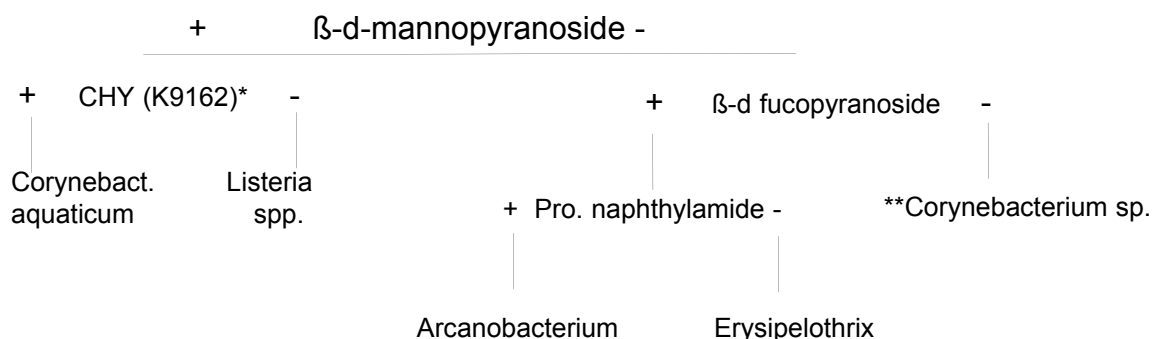 + ß-d-mannopyranoside -
+ CHY (K9162)* -
+ ß-d fucopyranoside -
Corynebact.
aquaticum
Listeria
spp.
+ Pro. naphthylamide -
**Corynebacterium sp.
Arcanobacterium
Erysipelothrix